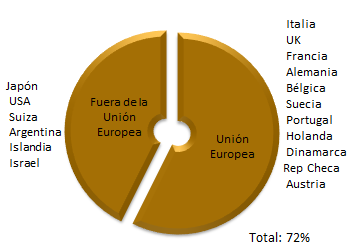 Japón
USA
Suiza
Argentina
Islandia
Israel
Fuera de la
Unión
Europea
Unión
Europea
Italia
UK
Francia
Alemania
Bélgica
Suecia
Portugal
Holanda
Dinamarca
Rep Checa
Austria
Total: 72%